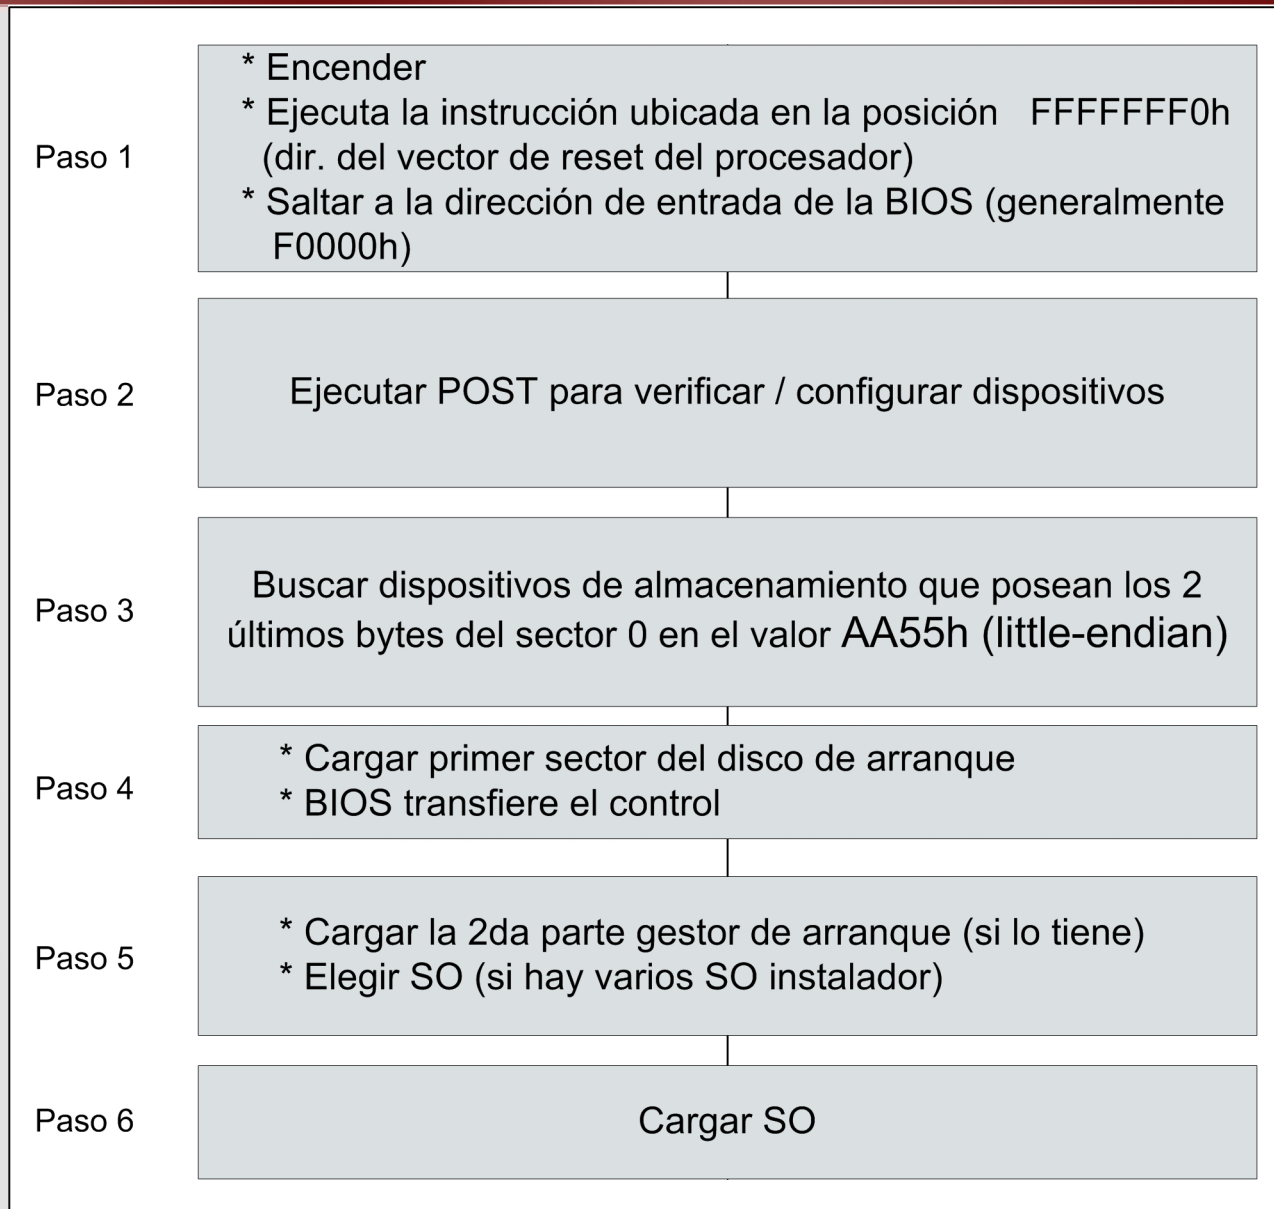 Paso 1
* Encender
* Ejecuta la instrucción ubicada en la posición FFFFFFF0h
(dir. del vector de reset del procesador)
* Saltar a la dirección de entrada de la BIOS (generalmente
F0000h)
Paso 2
Ejecutar POST para verificar / configurar dispositivos
Paso 3
Buscar dispositivos de almacenamiento que posean los 2
últimos bytes del sector 0 en el valor AA55h (little-endian)
Paso 4
* Cargar primer sector del disco de arranque
* BIOS transfiere el control
Paso 5
* Cargar la 2da parte gestor de arranque (si lo tiene)
* Elegir SO (si hay varios SO instalador)
Paso 6
Cargar SO